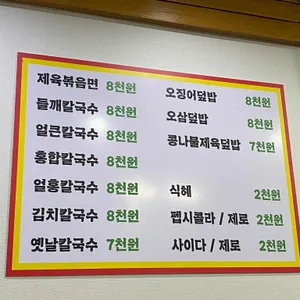 제육볶음면 8천원
들깨칼국수 8천원
얼큰칼국수 8천원
홍합칼국수 8천원
얼홍칼국수 8천원
김치칼국수 8천원
옛날칼국수 7천원
오징어덮밥 8천원
오삼덮밥 8천원
콩나물제육덮밥 7천원
식혜 2천원
펩시콜라 / 제로 2천원
사이다 / 제로 2천원